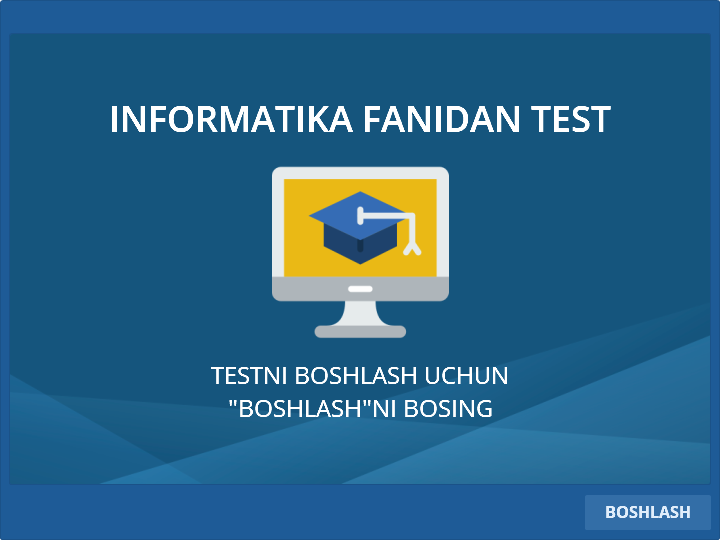 INFORMATIKA FANIDAN TEST
TESTNI BOSHLASH UCHUN
"BOSHLASH"NI BOSING
BOSHLASH